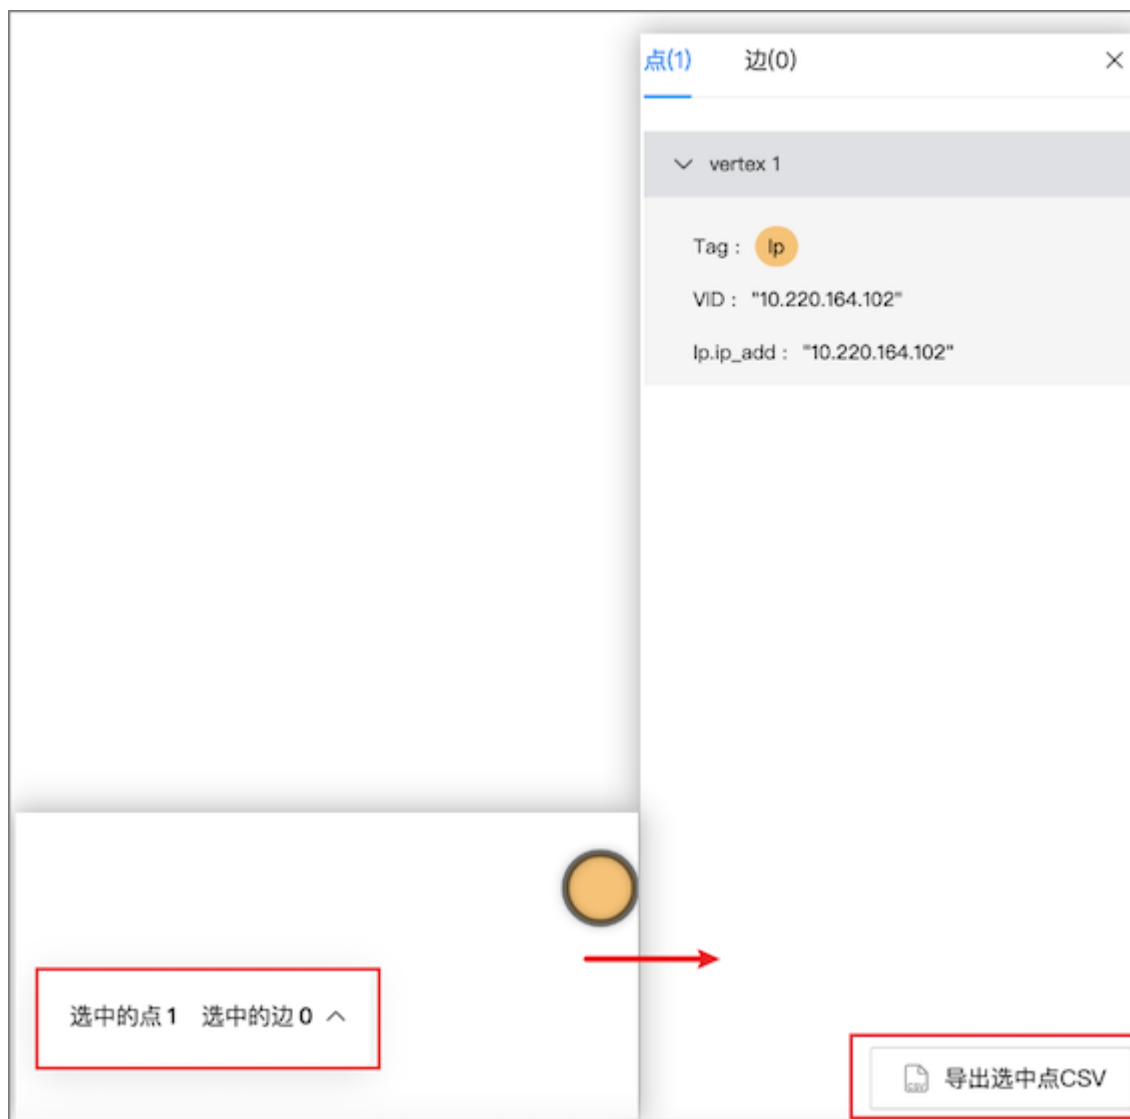 点(1) 边(0)
vertex 1
Tag： Ip
VID： "10.220.164.102"
Ip.ip_add： "10.220.164.102"
选中的点 1 选中的边 0
CSV 导出选中点CSV